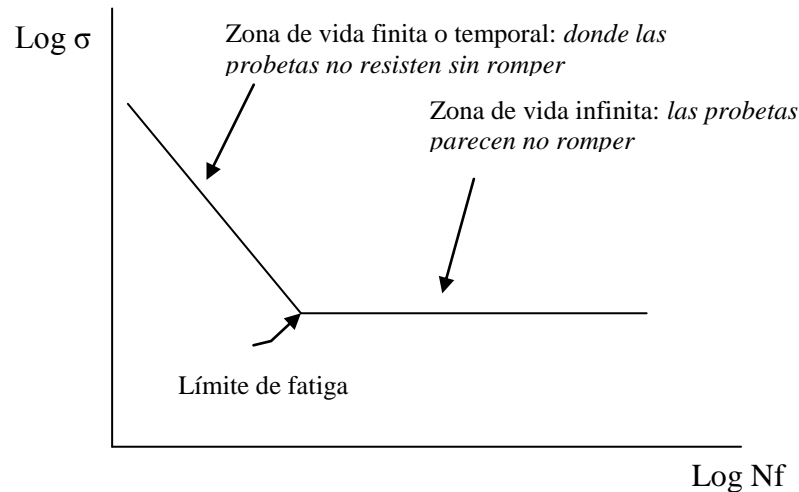 Log σ
Zona de vida finita o temporal: donde las
probetas no resisten sin romper
Zona de vida infinita: las probetas
parecen no romper
Límite de fatiga
Log Nf